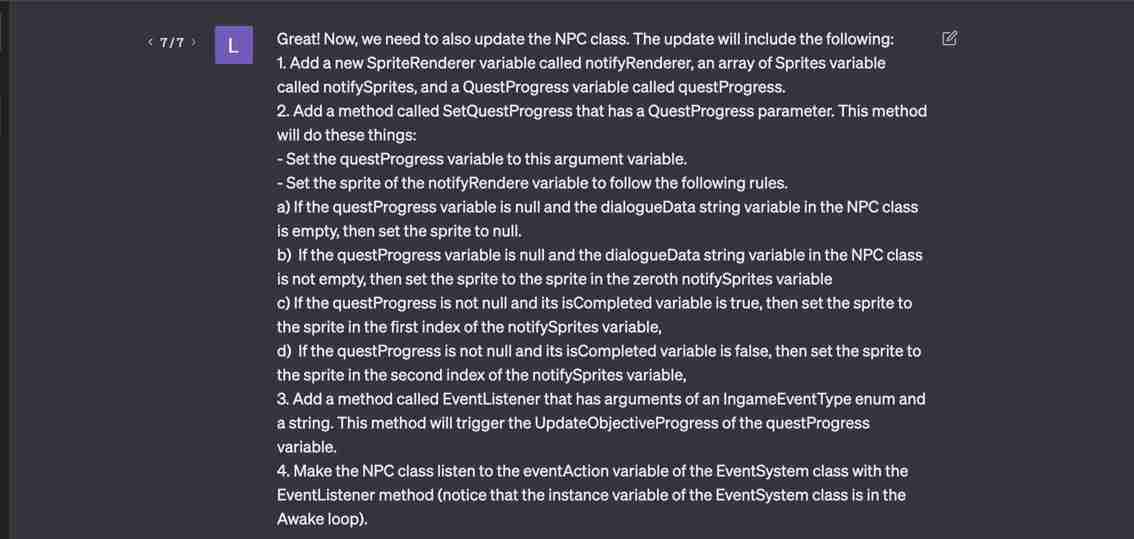 7/7
L
Great! Now, we need to also update the NPC class. The update will include the following:
1. Add a new SpriteRenderer variable called notifyRenderer, an array of Sprites variable
called notifySprites, and a QuestProgress variable called questProgress.
2. Add a method called SetQuestProgress that has a QuestProgress parameter. This method
will do these things:
- Set the questProgress variable to this argument variable.
- Set the sprite of the notifyRendere variable to follow the following rules.
a) If the questProgress variable is null and the dialogueData string variable in the NPC class
is empty, then set the sprite to null.
b) If the questProgress variable is null and the dialogueData string variable in the NPC class
is not empty, then set the sprite to the sprite in the zeroth notifySprites variable
c) If the questProgress is not null and its isCompleted variable is true, then set the sprite to
the sprite in the first index of the notifySprites variable,
d) If the questProgress is not null and its isCompleted variable is false, then set the sprite to
the sprite in the second index of the notifySprites variable,
3. Add a method called EventListener that has arguments of an IngameEventType enum and
a string. This method will trigger the UpdateObjectiveProgress of the questProgress
variable.
4. Make the NPC class listen to the eventAction variable of the EventSystem class with the
EventListener method (notice that the instance variable of the EventSystem class is in the
Awake loop).